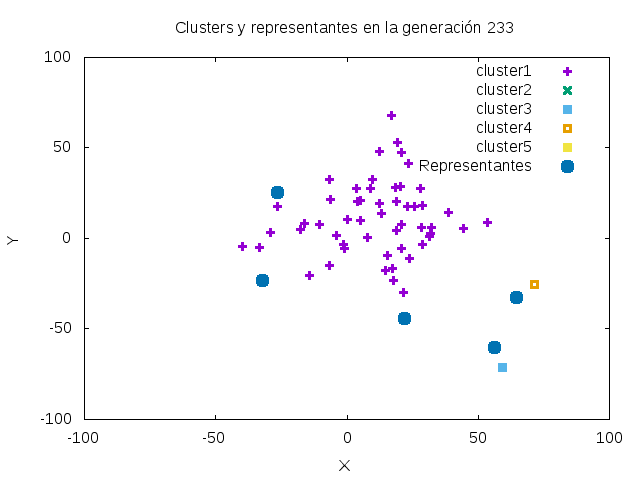 Clusters y representantes en la generación 233
100
50
0
-50
-100
Y
cluster1
cluster2
cluster3
cluster4
cluster5
Representantes
-100
-50
0
50
100
X